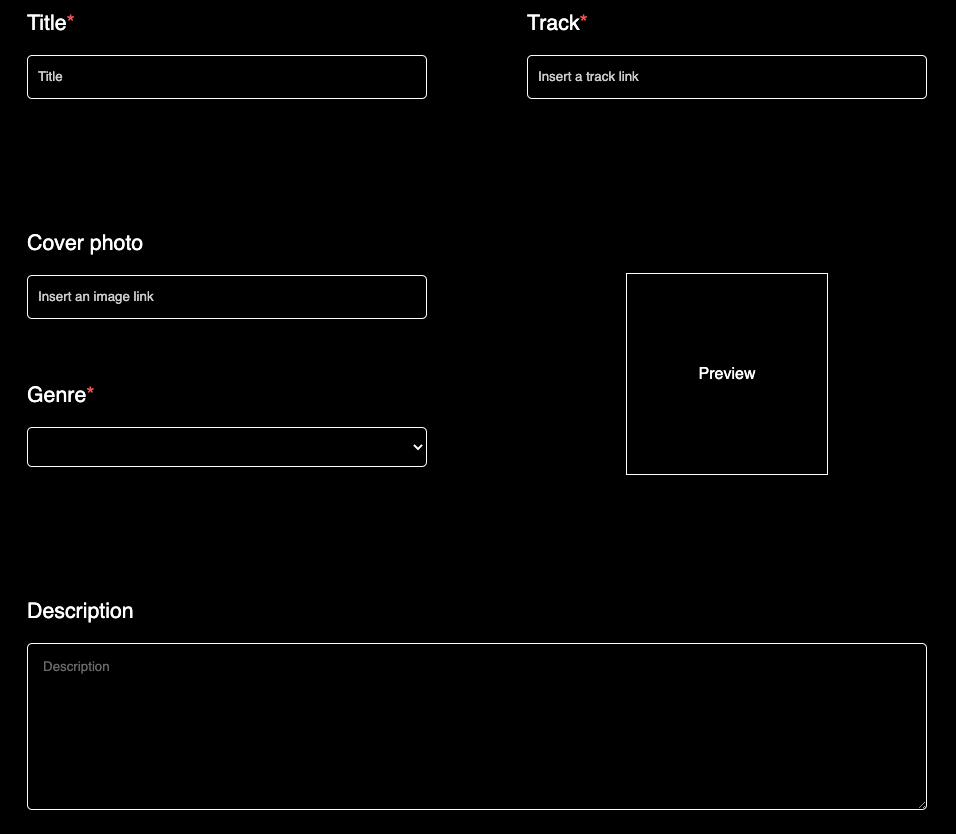 Title*
Track*
Title
Insert a track link
Cover photo
Insert an image link
Preview
Genre*
Description
Description